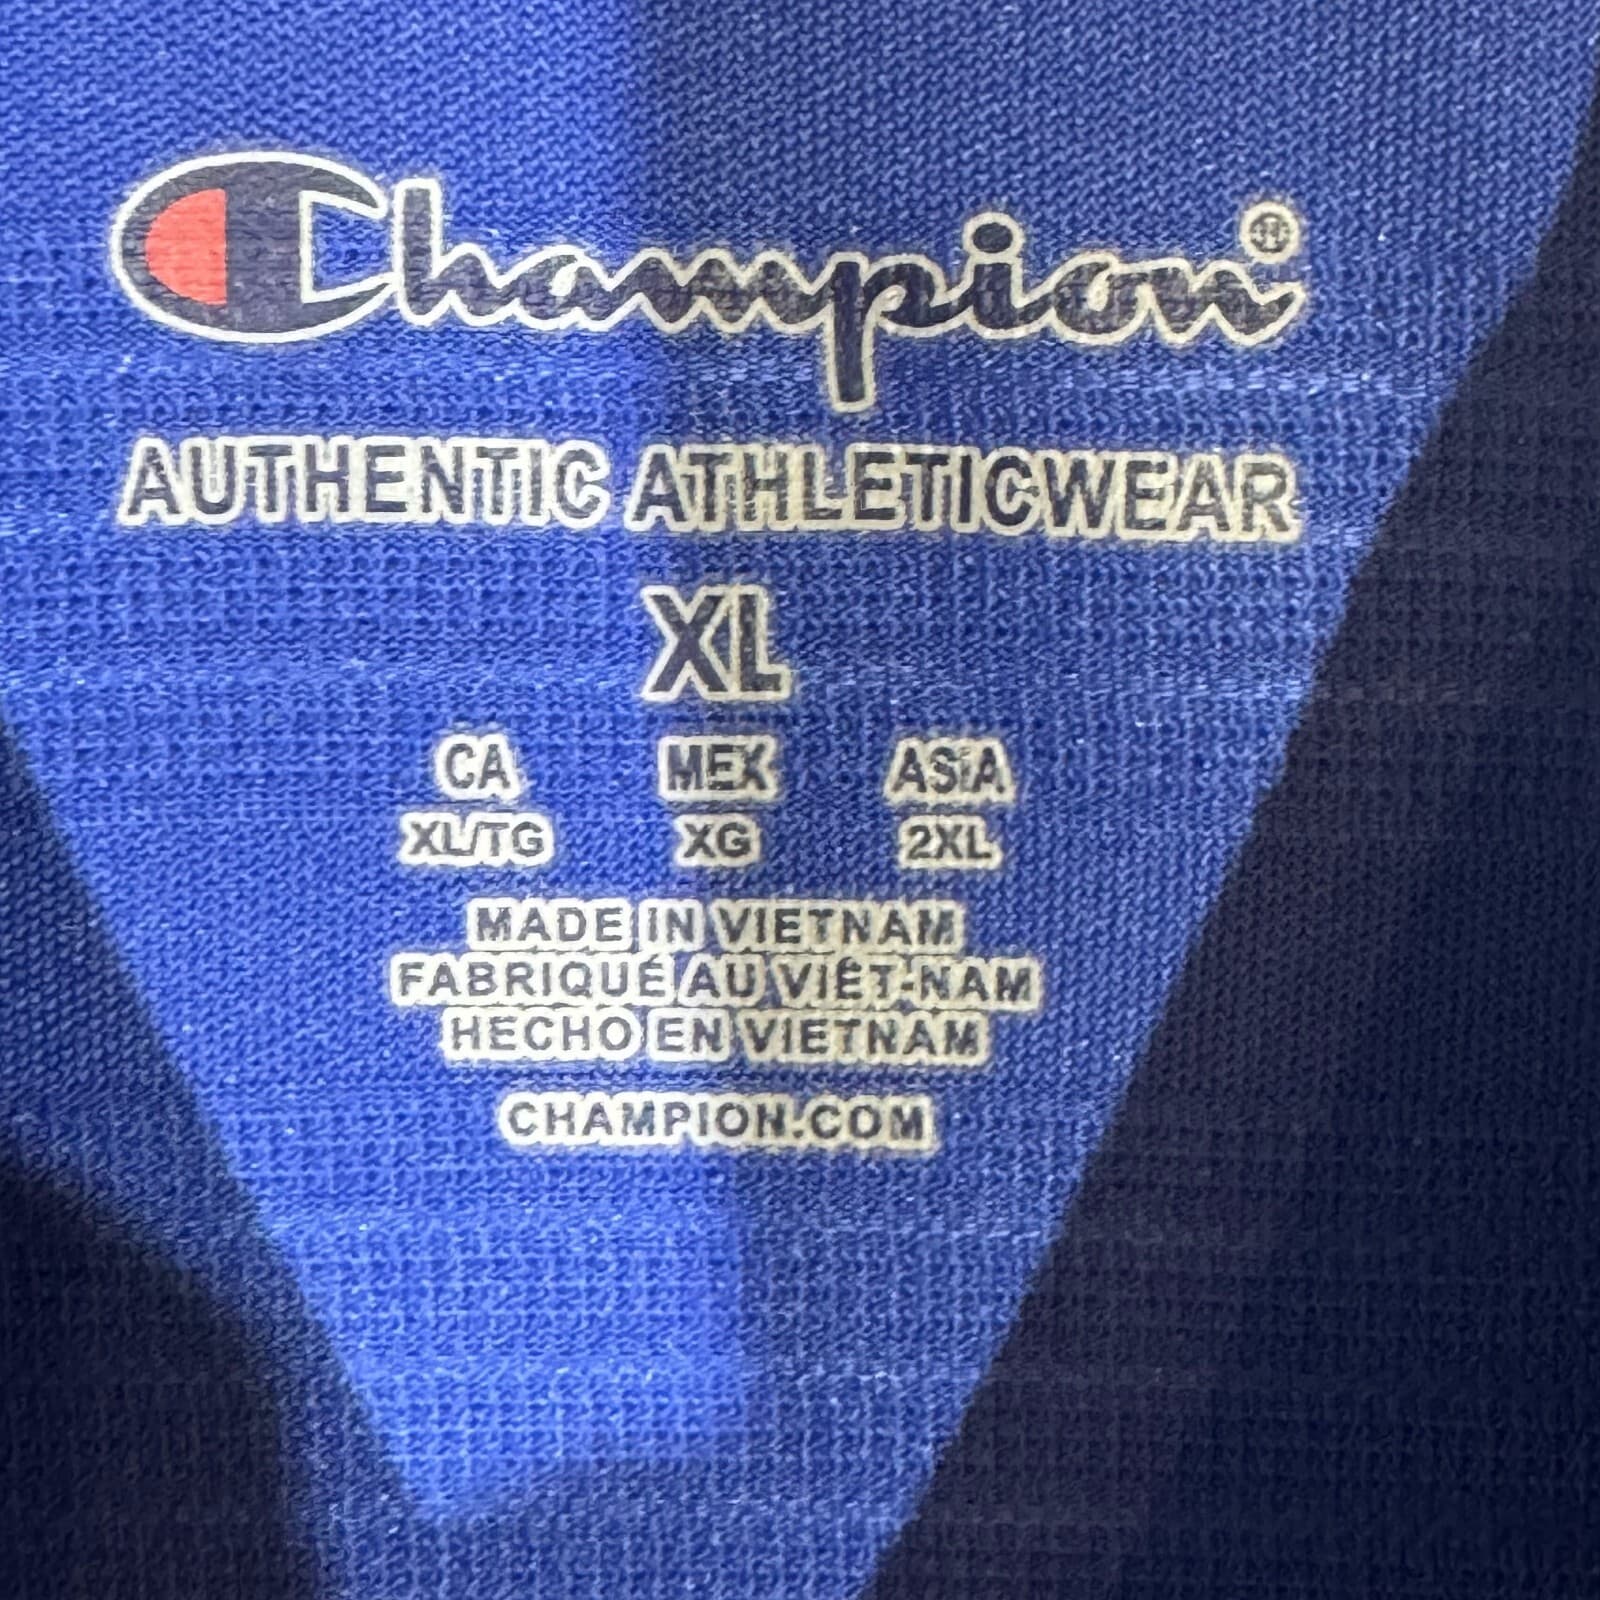 Champion®
AUTHENTIC ATHLETICWEAR
XL
CA MEX ASIA
XL/TG XG 2XL
MADE IN VIETNAM
FABRIQUÉ AU VIÊT-NAM
HECHO EN VIETNAM
CHAMPION.COM